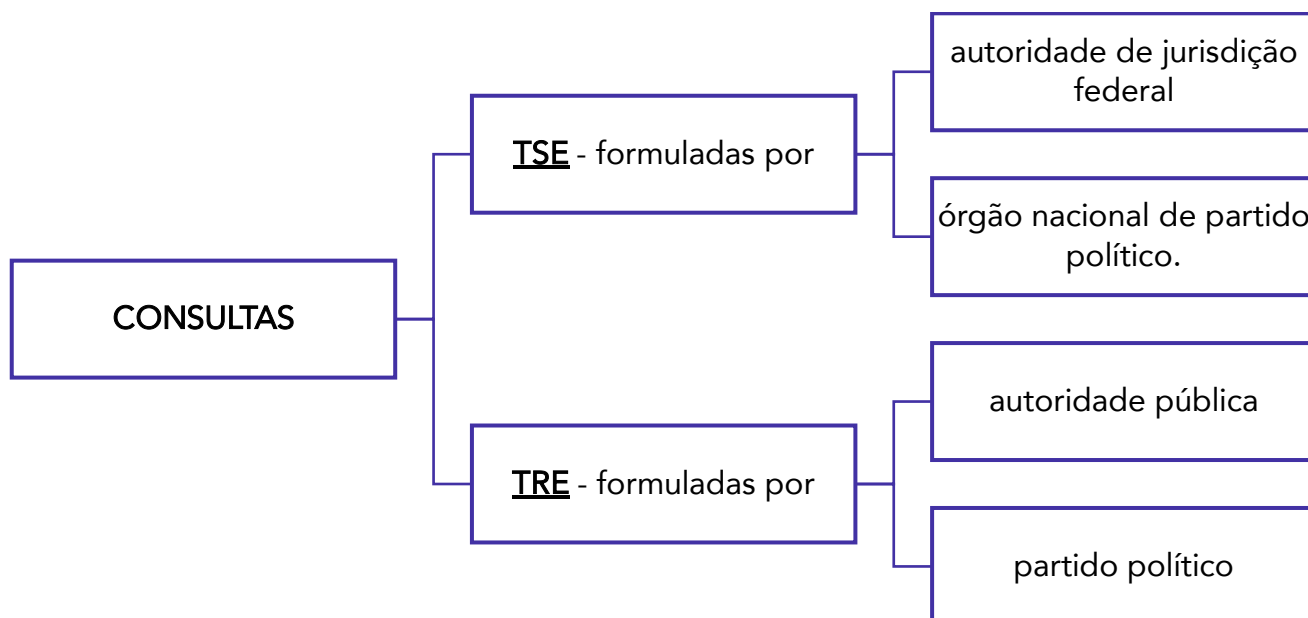 CONSULTAS
TSE - formuladas por
autoridade de jurisdição
federal
órgão nacional de partido
político.
TRE - formuladas por
autoridade pública
partido político